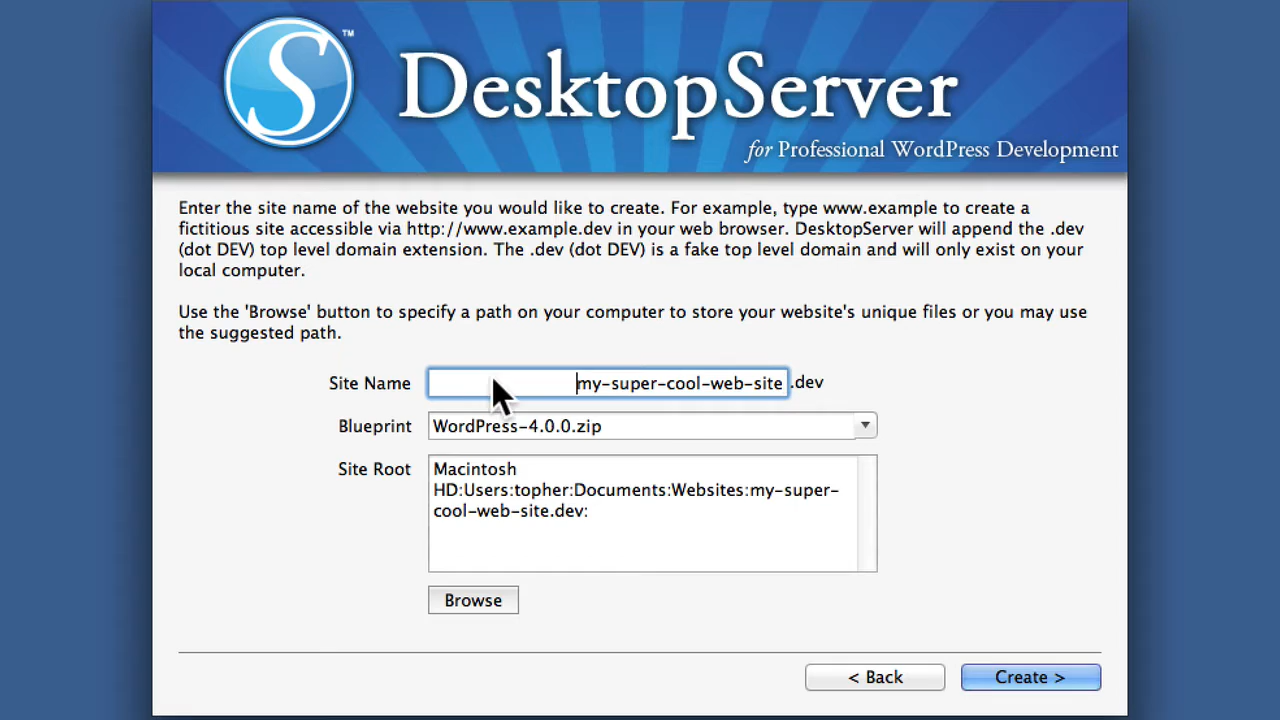 S ™
DesktopServer
for Professional WordPress Development
Enter the site name of the website you would like to create. For example, type www.example to create a
fictitious site accessible via http://www.example.dev in your web browser. DesktopServer will append the .dev
(dot DEV) top level domain extension. The .dev (dot DEV) is a fake top level domain and will only exist on your
local computer.
Use the 'Browse' button to specify a path on your computer to store your website's unique files or you may use
the suggested path.
Site Name my-super-cool-web-site .dev
Blueprint WordPress-4.0.0.zip
Site Root Macintosh
HD:Users:topher:Documents:Websites:my-super-
cool-web-site.dev:
Browse
< Back Create >